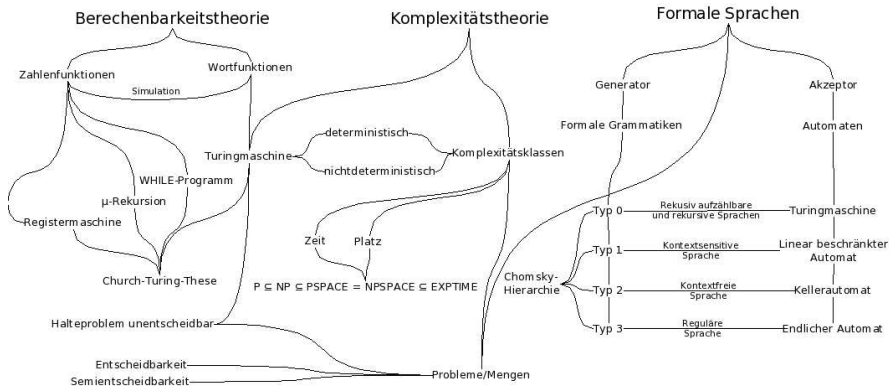 Berechenbarkeitstheorie
Komplexitätstheorie
Formale Sprachen
Zahlenfunktionen
Wortfunktionen
Simulation
Generator
Akzeptor
Formale Grammatiken
Automaten
Turingmaschine
deterministisch
nichtdeterministisch
Komplexitätsklassen
WHILE-Programm
μ-Rekursion
Registermaschine
Church-Turing-These
Zeit
Platz
P ⊆ NP ⊆ PSPACE = NPSPACE ⊆ EXPTIME
Chomsky-
Hierarchie
Typ 0
Rekusiv aufzählbare
und rekursive Sprachen
Turingmaschine
Typ 1
Kontextsensitive
Sprache
Linear beschränkter
Automat
Typ 2
Kontextfreie
Sprache
Kellerautomat
Typ 3
Reguläre
Sprache
Endlicher Automat
Halteproblem unentscheidbar
Entscheidbarkeit
Semientscheidbarkeit
Probleme/Mengen